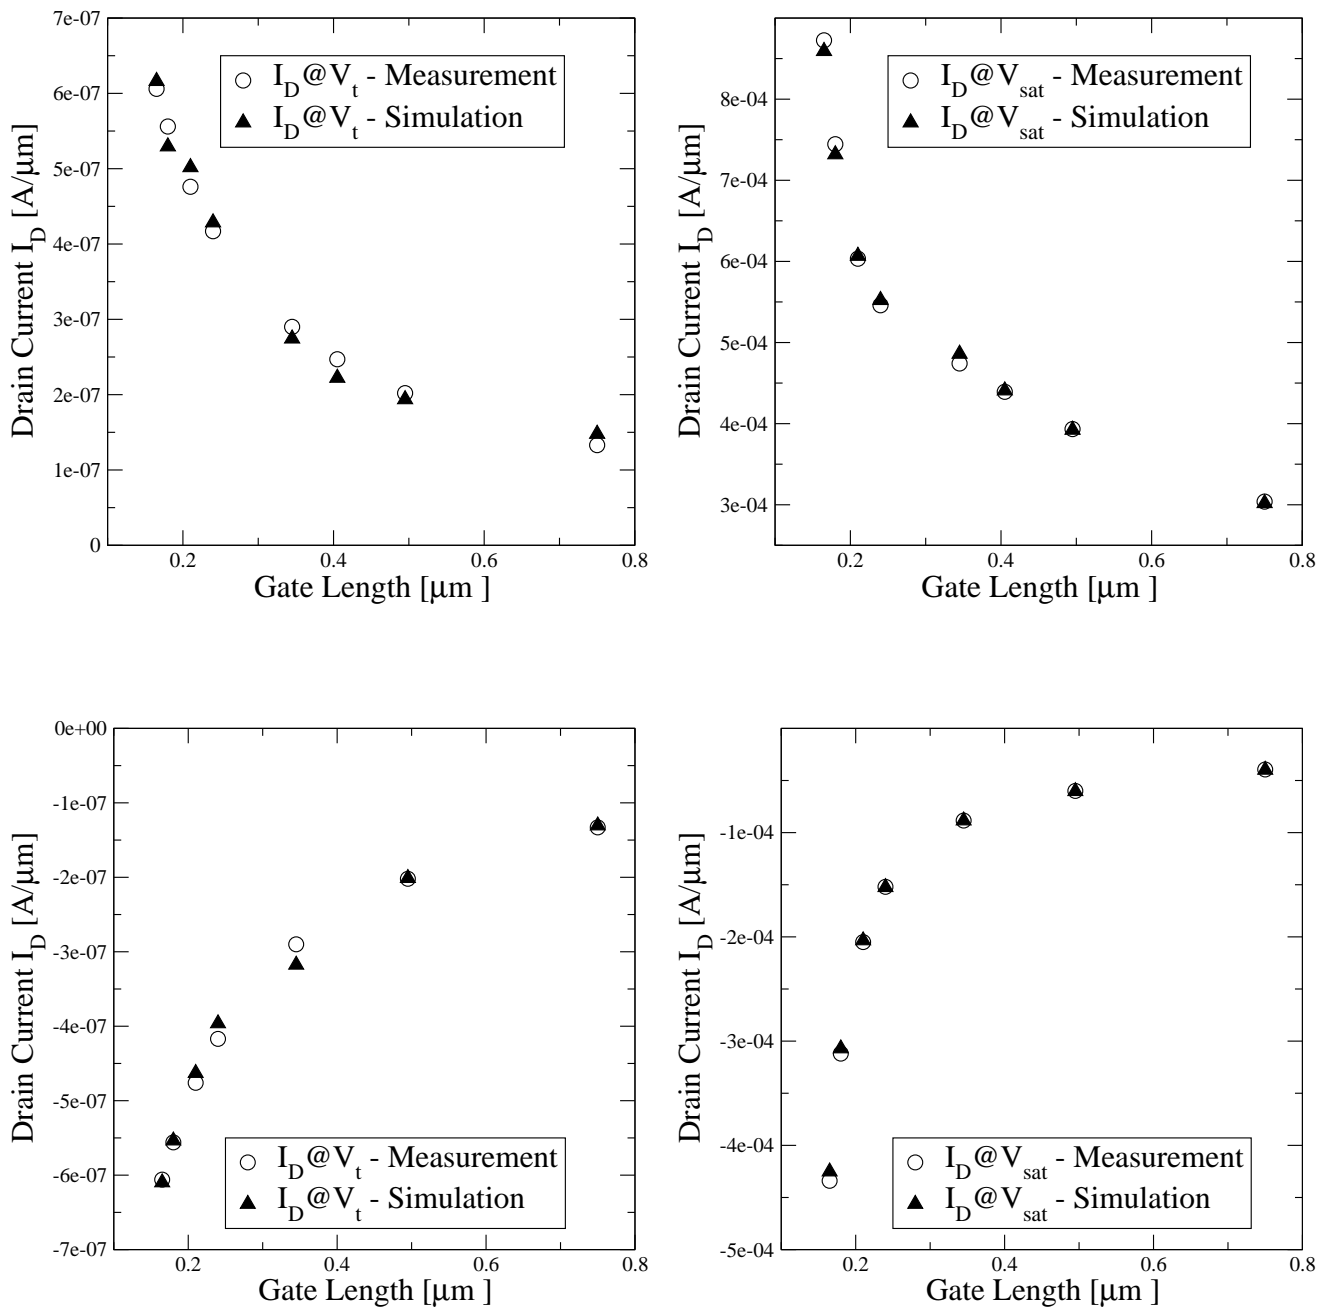 7e-07
6e-07
5e-07
4e-07
3e-07
2e-07
1e-07
0
0.2 0.4 0.6 0.8
Gate Length [μm ]
Drain Current I_D [A/μm]
I_D@V_t - Measurement
I_D@V_t - Simulation
8e-04
7e-04
6e-04
5e-04
4e-04
3e-04
0.2 0.4 0.6 0.8
Gate Length [μm ]
Drain Current I_D [A/μm]
I_D@V_sat - Measurement
I_D@V_sat - Simulation
0e+00
-1e-07
-2e-07
-3e-07
-4e-07
-5e-07
-6e-07
-7e-07
0.2 0.4 0.6 0.8
Gate Length [μm ]
Drain Current I_D [A/μm]
I_D@V_t - Measurement
I_D@V_t - Simulation
-1e-04
-2e-04
-3e-04
-4e-04
-5e-04
0.2 0.4 0.6 0.8
Gate Length [μm ]
Drain Current I_D [A/μm]
I_D@V_sat - Measurement
I_D@V_sat - Simulation